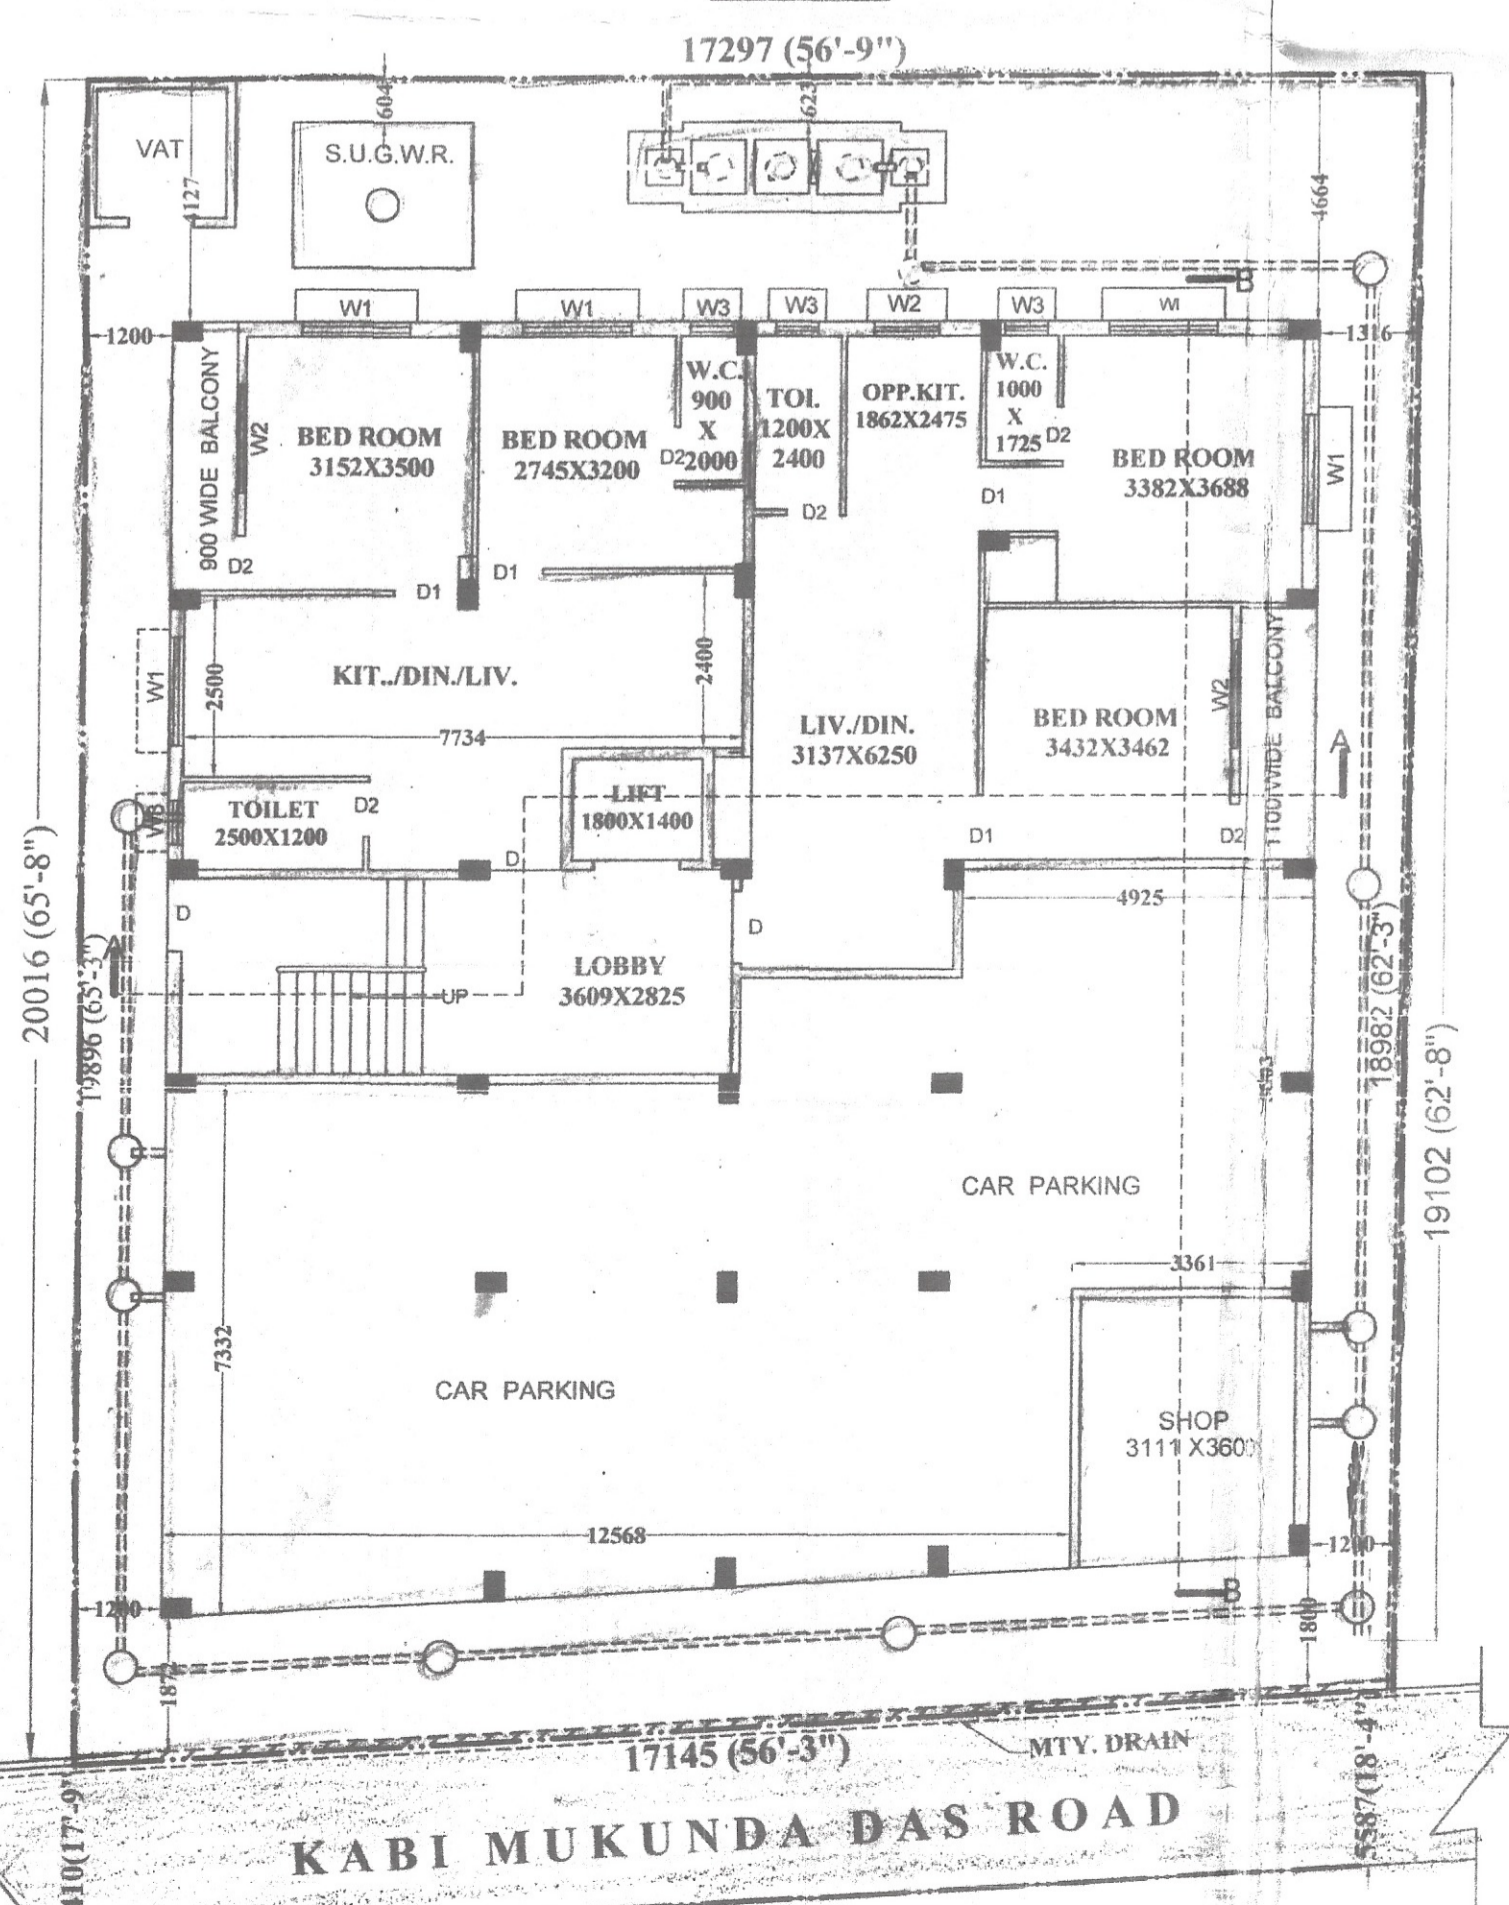 17297 (56'-9")
604
623
VAT
S.U.G.W.R.
4127
4664
B
W1
W1
W3
W3
W2
W3
WI
1200
1316
900 WIDE BALCONY
W2
BED ROOM
3152X3500
BED ROOM
2745X3200
W.C.
900
X
2000
D2
TOI.
1200X
2400
OPP.KIT.
1862X2475
W.C.
1000
X
1725
D2
BED ROOM
3382X3688
W1
D1
D2
D2
D1
D1
W1
2500
KIT../DIN./LIV.
2400
7734
LIV./DIN.
3137X6250
BED ROOM
3432X3462
W2
1100 WIDE BALCONY
A
TOILET
2500X1200
D2
LIFT
1800X1400
D
D1
D2
20016 (65'-8")
19896 (65'-3")
A
D
D
4925
LOBBY
3609X2825
UP
18982 (62'-3")
19102 (62'-8")
CAR PARKING
3361
7332
CAR PARKING
SHOP
3111 X3600
12568
1200
1200
B
1800
17145 (56'-3")
MTY. DRAIN
KABI MUKUNDA DAS ROAD
5587(18'-4")